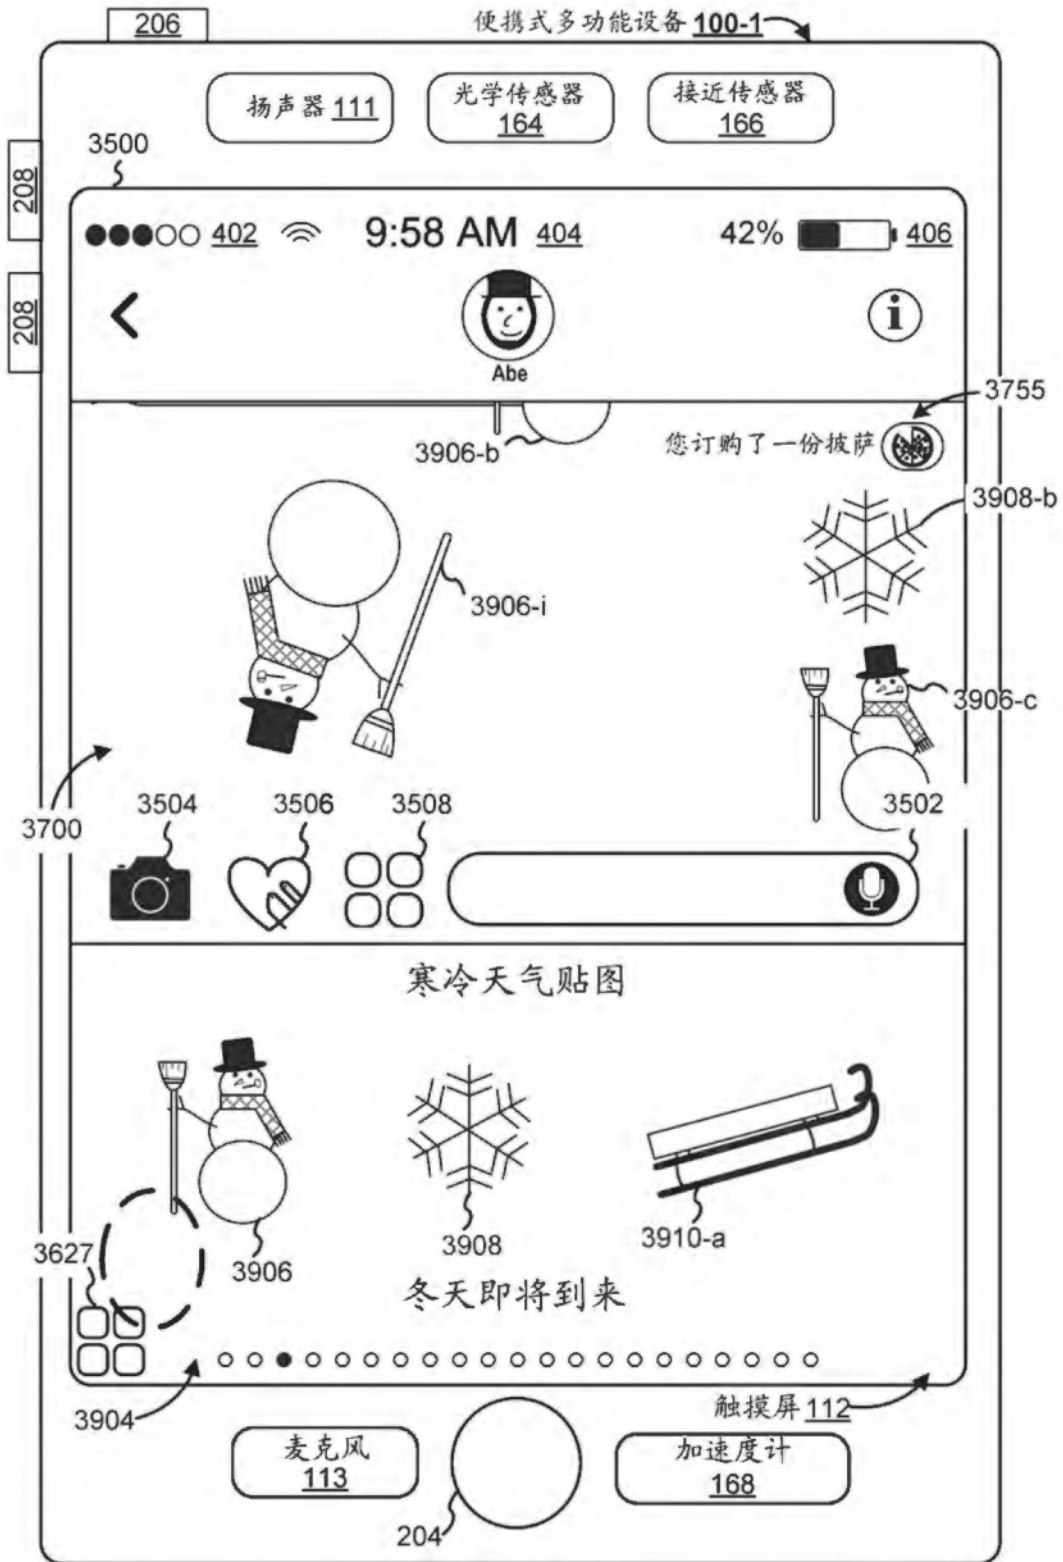 206
便携式多功能设备 100-1
扬声器 111
光学传感器
164
接近传感器
166
3500
208
402
9:58 AM
404
42%
406
208
i
Abe
3755
3906-b
您订购了一份披萨
3908-b
3906-i
3906-c
3504
3506
3508
3502
3700
寒冷天气贴图
3627
3906
3908
3910-a
冬天即将到来
3904
触摸屏 112
麦克风
113
加速度计
168
204